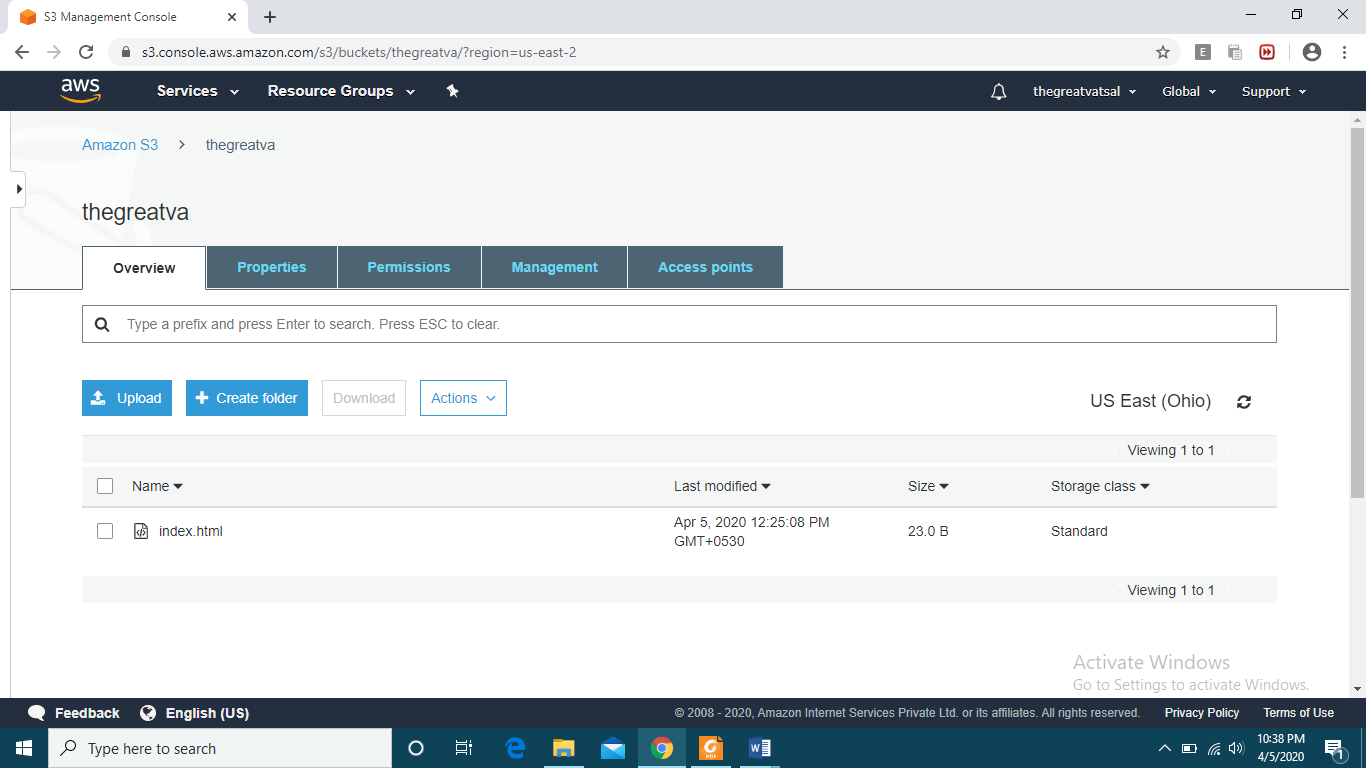 S3 Management Console
s3.console.aws.amazon.com/s3/buckets/thegreatva/?region=us-east-2
E
aws
Services
Resource Groups
thegreatvatsal
Global
Support
Amazon S3
thegreatva
thegreatva
Overview
Properties
Permissions
Management
Access points
Type a prefix and press Enter to search. Press ESC to clear.
Upload
Create folder
Download
Actions
US East (Ohio)
Viewing 1 to 1
Name
Last modified
Size
Storage class
index.html
Apr 5, 2020 12:25:08 PM
GMT+0530
23.0 B
Standard
Viewing 1 to 1
Activate Windows
Go to Settings to activate Windows.
Feedback
English (US)
© 2008 - 2020, Amazon Internet Services Private Ltd. or its affiliates. All rights reserved.
Privacy Policy
Terms of Use
Type here to search
G
PDF
W
10:38 PM
4/5/2020
1